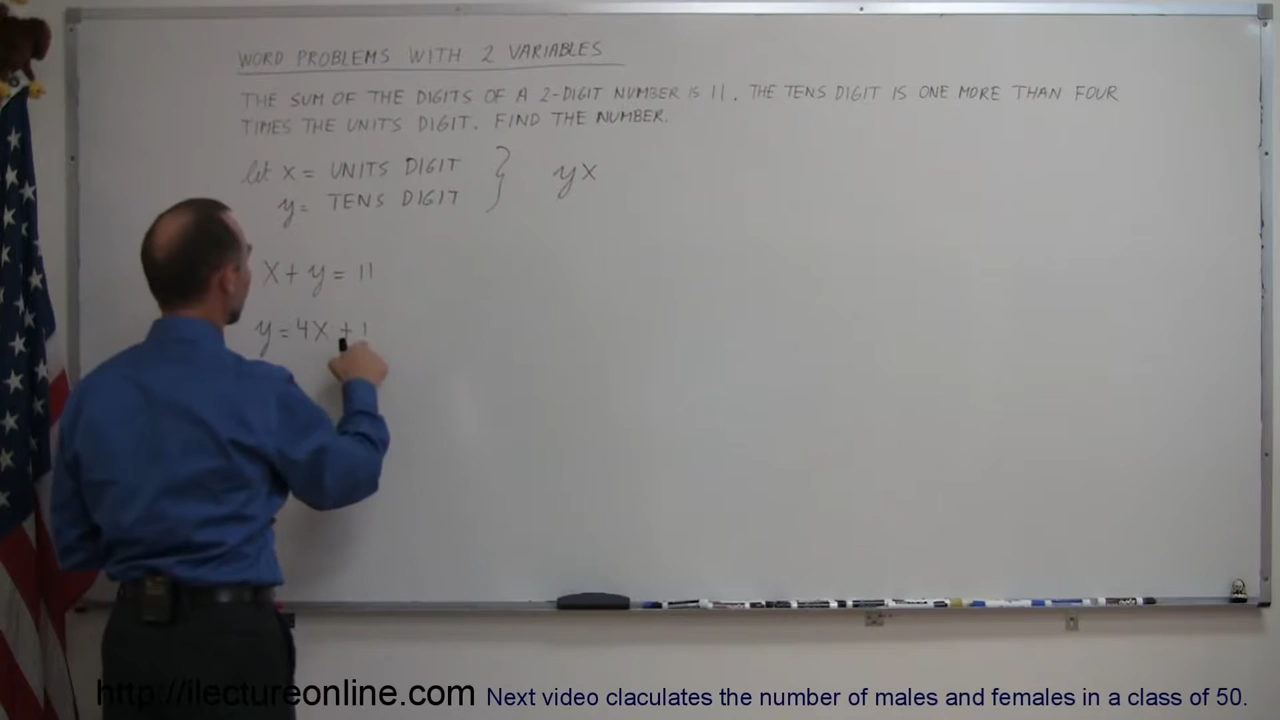 WORD PROBLEMS WITH 2 VARIABLES
THE SUM OF THE DIGITS OF A 2-DIGIT NUMBER IS 11. THE TENS DIGIT IS ONE MORE THAN FOUR
TIMES THE UNITS DIGIT. FIND THE NUMBER.
let x = UNITS DIGIT } yx
y = TENS DIGIT
x + y = 11
y = 4x + 1
http://ilectureonline.com Next video claculates the number of males and females in a class of 50.